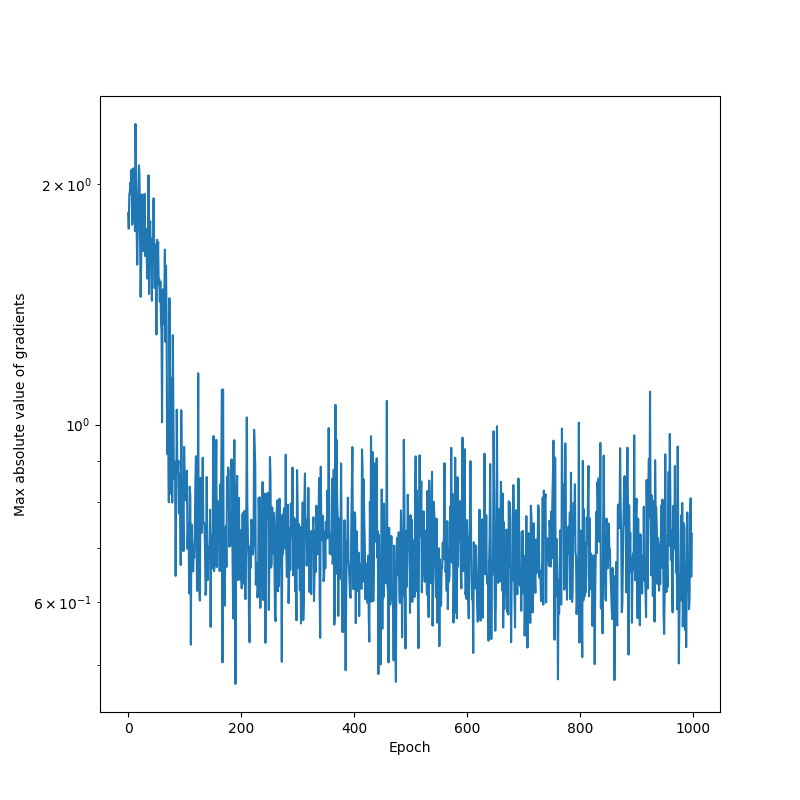 Max absolute value of gradients
2 × 10⁰
10⁰
6 × 10⁻¹
0 200 400 600 800 1000
Epoch